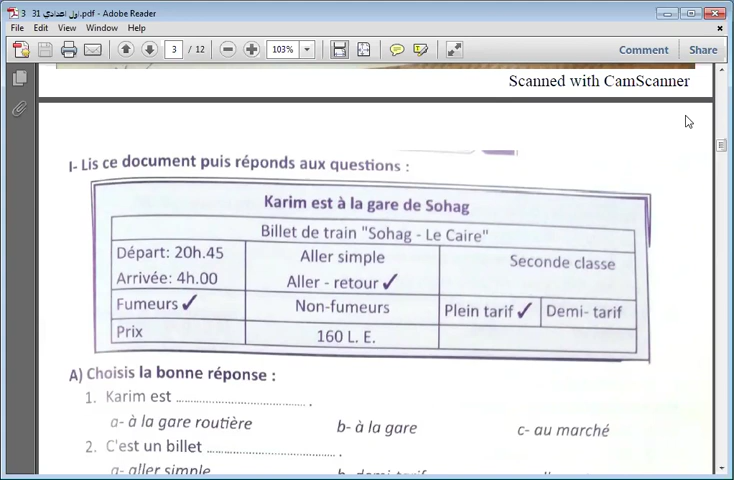 3 31 اول اعدادي.pdf - Adobe Reader
File Edit View Window Help
3 / 12 103% Comment Share
Scanned with CamScanner
I- Lis ce document puis réponds aux questions :
Karim est à la gare de Sohag
Billet de train "Sohag - Le Caire"
Départ: 20h.45 Aller simple Seconde classe
Arrivée: 4h.00 Aller - retour ✓
Fumeurs ✓ Non-fumeurs Plein tarif ✓ Demi- tarif
Prix 160 L. E.
A) Choisis la bonne réponse :
1. Karim est ................................ .
a- à la gare routière b- à la gare c- au marché
2. C'est un billet ................................ .
a- aller simple b- demi-tarif